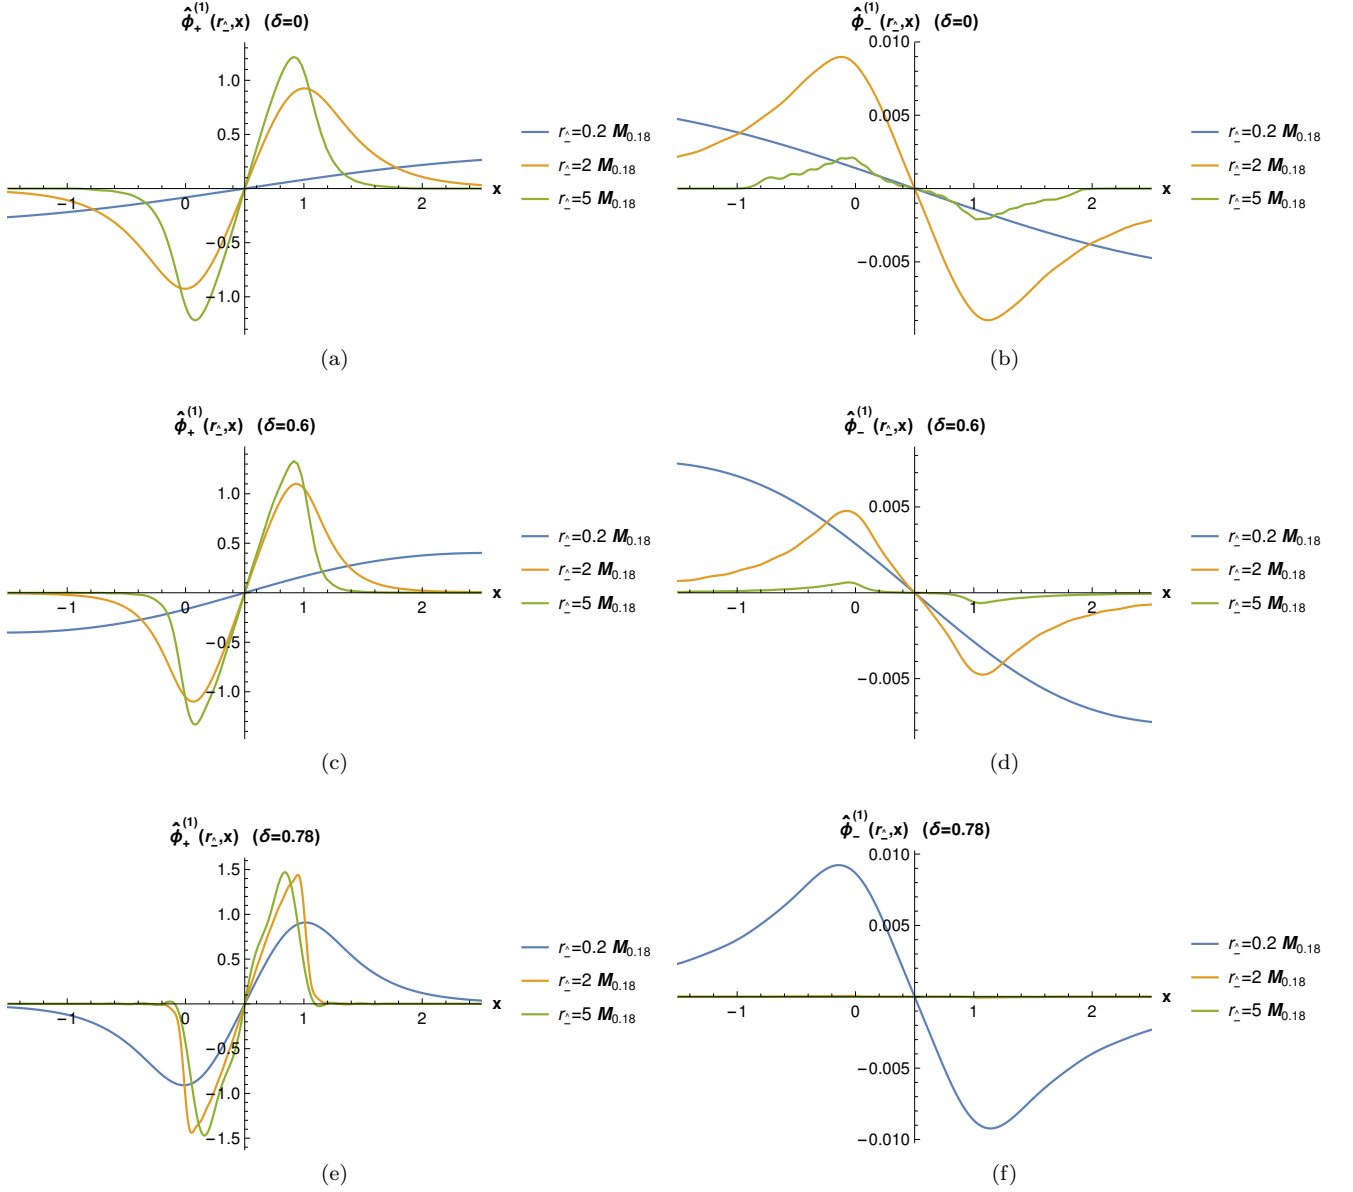 ϕ̂₊⁽¹⁾(r₋̂,x) (δ=0)
1.0
0.5
−0.5
−1.0
−1
0
1
2
x
r₋̂=0.2 M₀.₁₈
r₋̂=2 M₀.₁₈
r₋̂=5 M₀.₁₈
(a)
ϕ̂₋⁽¹⁾(r₋̂,x) (δ=0)
0.010
0.005
−0.005
−1
0
1
2
x
r₋̂=0.2 M₀.₁₈
r₋̂=2 M₀.₁₈
r₋̂=5 M₀.₁₈
(b)
ϕ̂₊⁽¹⁾(r₋̂,x) (δ=0.6)
1.0
0.5
−0.5
−1.0
−1
0
1
2
x
r₋̂=0.2 M₀.₁₈
r₋̂=2 M₀.₁₈
r₋̂=5 M₀.₁₈
(c)
ϕ̂₋⁽¹⁾(r₋̂,x) (δ=0.6)
0.005
−0.005
−1
0
1
2
x
r₋̂=0.2 M₀.₁₈
r₋̂=2 M₀.₁₈
r₋̂=5 M₀.₁₈
(d)
ϕ̂₊⁽¹⁾(r₋̂,x) (δ=0.78)
1.5
1.0
0.5
−0.5
−1.0
−1.5
−1
0
1
2
x
r₋̂=0.2 M₀.₁₈
r₋̂=2 M₀.₁₈
r₋̂=5 M₀.₁₈
(e)
ϕ̂₋⁽¹⁾(r₋̂,x) (δ=0.78)
0.010
0.005
−0.005
−0.010
−1
0
1
2
x
r₋̂=0.2 M₀.₁₈
r₋̂=2 M₀.₁₈
r₋̂=5 M₀.₁₈
(f)